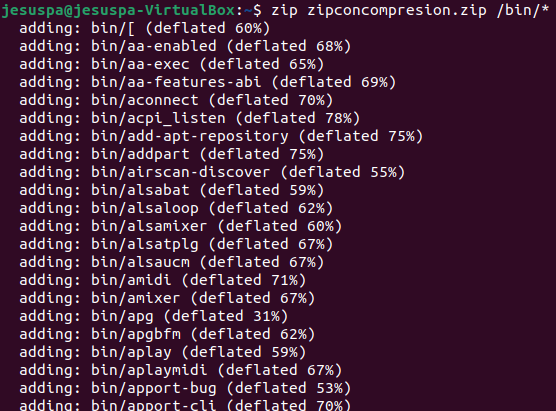 jesuspa@jesuspa-VirtualBox:~$ zip zipconcompresion.zip /bin/*
adding: bin/[ (deflated 60%)
adding: bin/aa-enabled (deflated 68%)
adding: bin/aa-exec (deflated 65%)
adding: bin/aa-features-abi (deflated 69%)
adding: bin/aconnect (deflated 70%)
adding: bin/acpi_listen (deflated 78%)
adding: bin/add-apt-repository (deflated 75%)
adding: bin/addpart (deflated 75%)
adding: bin/airscan-discover (deflated 55%)
adding: bin/alsabat (deflated 59%)
adding: bin/alsaloop (deflated 62%)
adding: bin/alsamixer (deflated 60%)
adding: bin/alsatplg (deflated 67%)
adding: bin/alsaucm (deflated 67%)
adding: bin/amidi (deflated 71%)
adding: bin/amixer (deflated 67%)
adding: bin/apg (deflated 31%)
adding: bin/apgbfm (deflated 62%)
adding: bin/aplay (deflated 59%)
adding: bin/aplaymidi (deflated 67%)
adding: bin/apport-bug (deflated 53%)
adding: bin/apport-cli (deflated 70%)